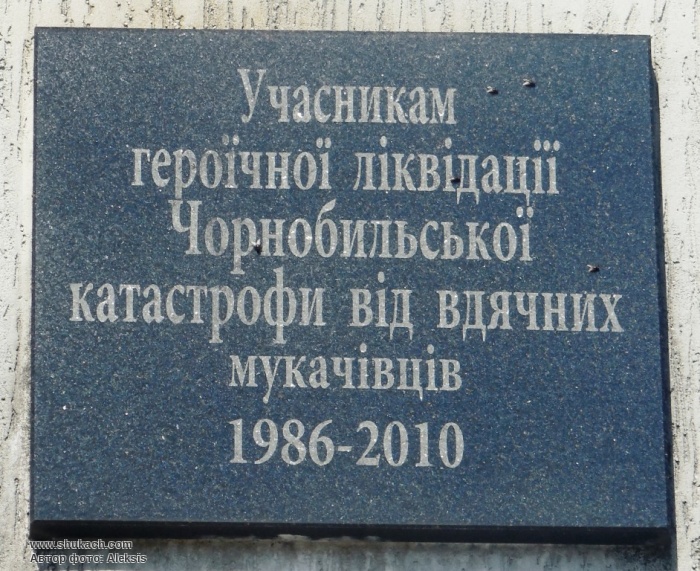 Учасникам
героїчної ліквідації
Чорнобильської
катастрофи від вдячних
мукачівців
1986-2010
www.shukach.com
Автор фото: Aleksis